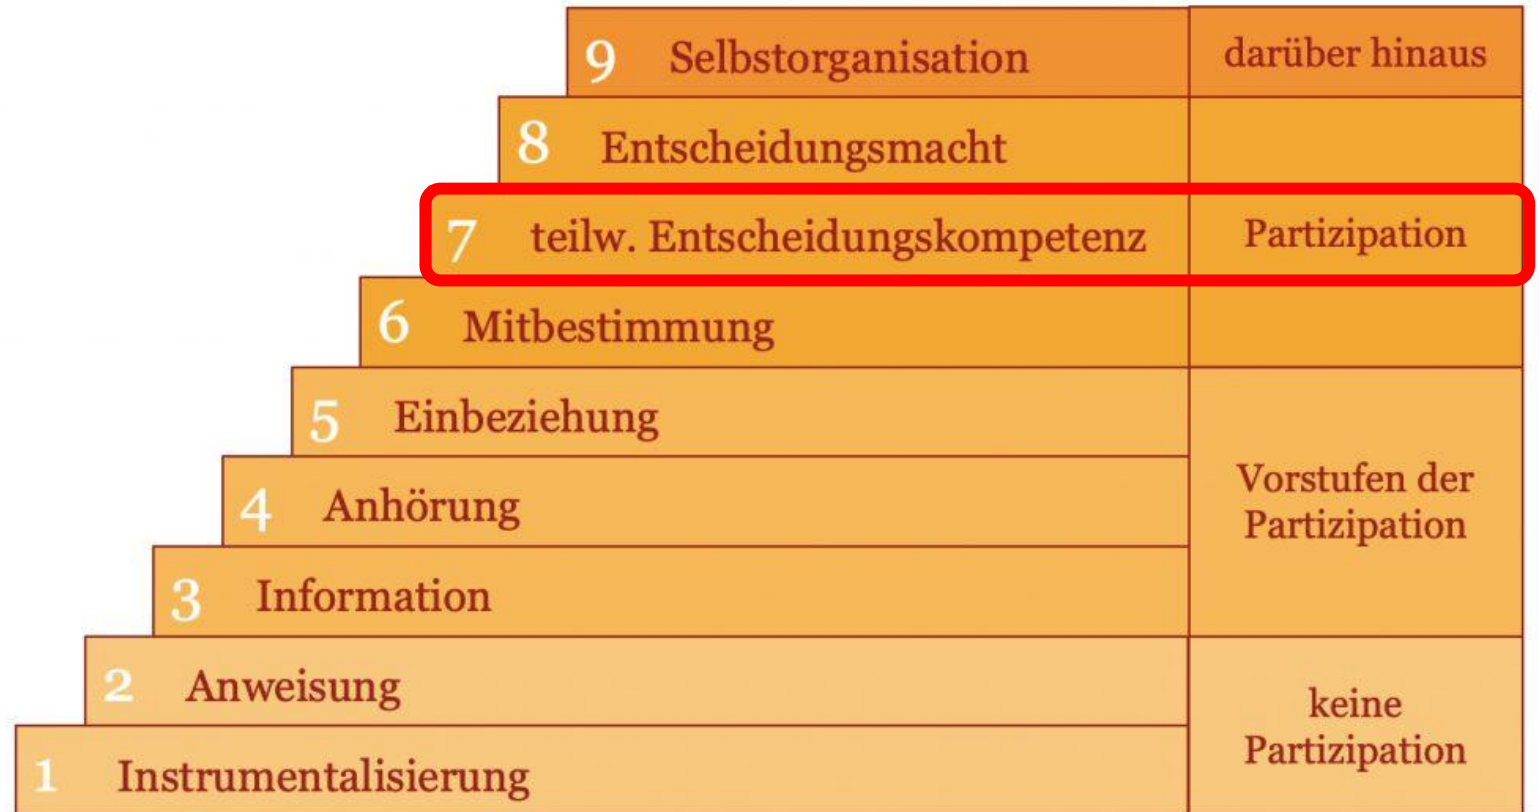 9 Selbstorganisation darüber hinaus
8 Entscheidungsmacht
7 teilw. Entscheidungskompetenz Partizipation
6 Mitbestimmung
5 Einbeziehung
4 Anhörung
Vorstufen der
Partizipation
3 Information
2 Anweisung
keine
Partizipation
1 Instrumentalisierung